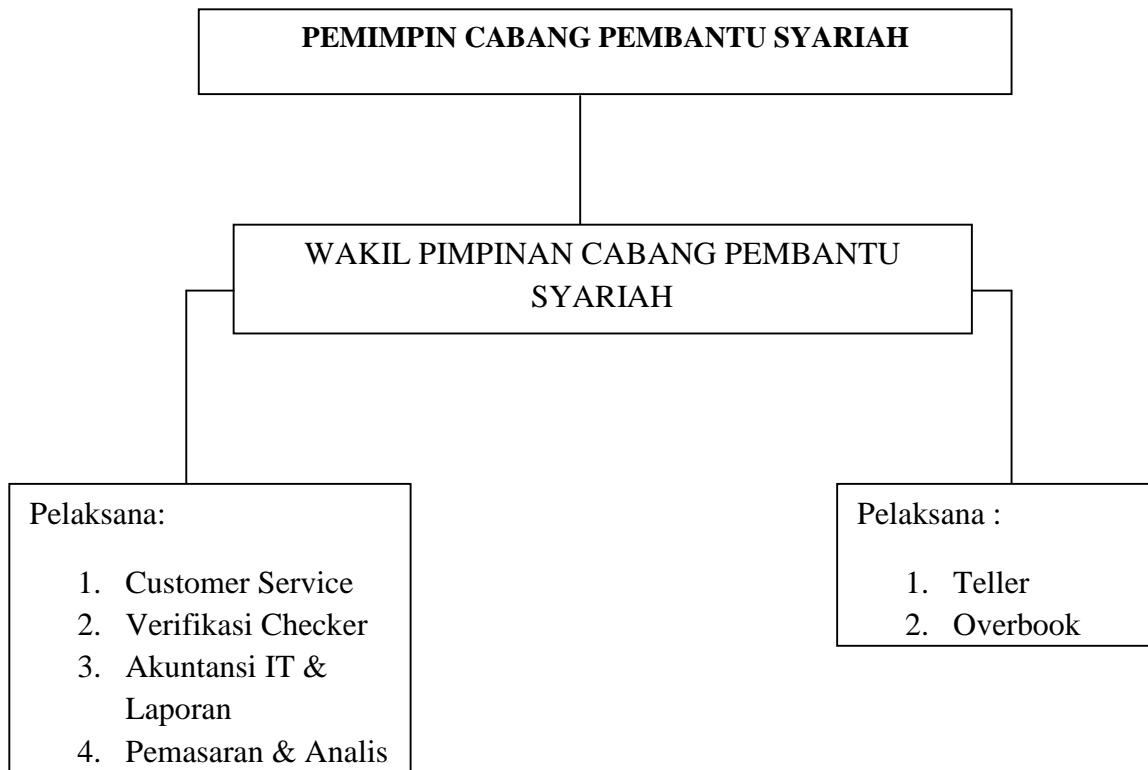 PEMIMPIN CABANG PEMBANTU SYARIAH
WAKIL PIMPINAN CABANG PEMBANTU
SYARIAH
Pelaksana:
1. Customer Service
2. Verifikasi Checker
3. Akuntansi IT &
Laporan
4. Pemasaran & Analis
Pelaksana :
1. Teller
2. Overbook